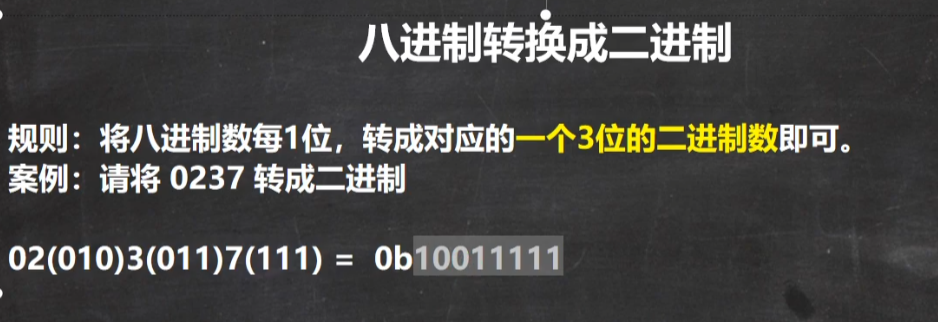 八进制转换成二进制
规则：将八进制数每1位，转成对应的一个3位的二进制数即可。
案例：请将 0237 转成二进制
02(010)3(011)7(111) = 0b10011111